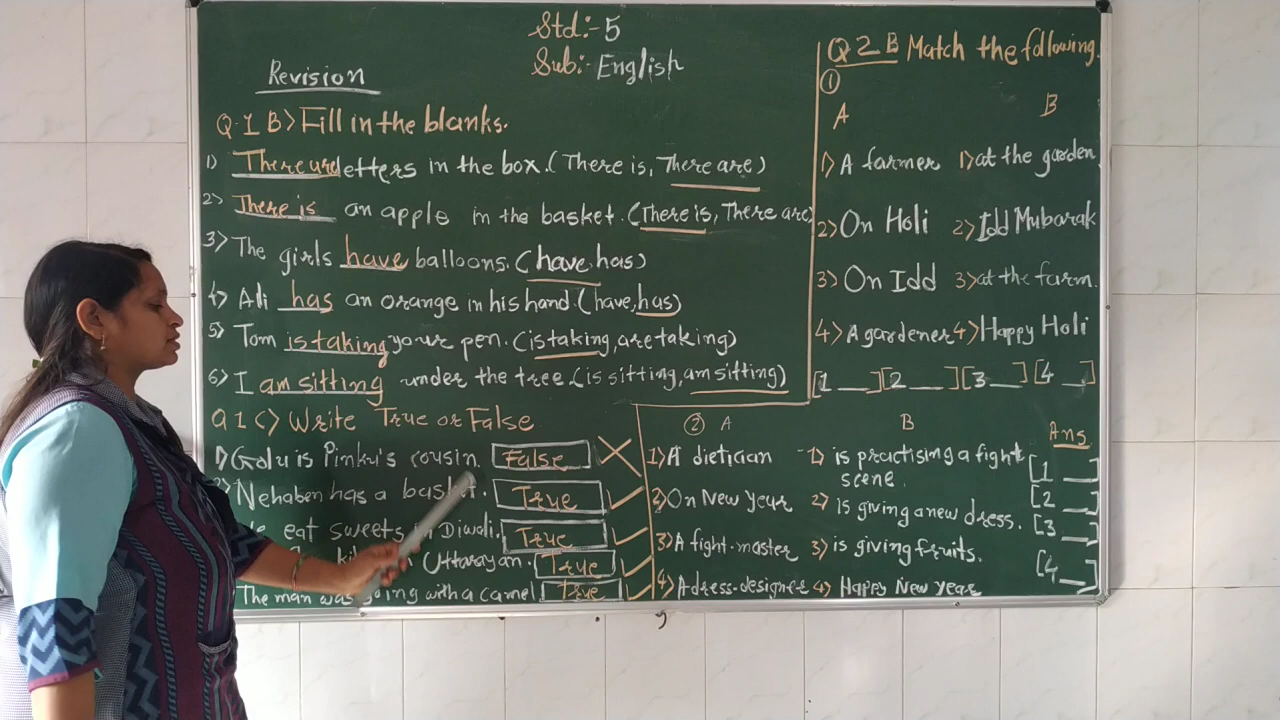 Std:- 5
Sub:- English
Revision
Q.1 B> Fill in the blanks.
1) There are letters in the box. (There is, There are)
2> There is an apple in the basket. (There is, There are)
3> The girls have balloons. (have, has)
4> Ali has an orange in his hand. (have, has)
5> Tom is taking your pen. (is taking, are taking)
6> I am sitting under the tree. (is sitting, am sitting)
Q 1 C> Write True or False
1) Golu is Pinku's cousin. False ✗
2) Nehaben has a basket. True ✓
eat sweets Diwali. True ✓
Uttarayan. True ✓
The man was going with a camel True ✓
Q 2 B Match the following.
①
A B
1> A farmer 1> at the garden.
2> On Holi 2> Idd Mubarak
3> On Idd 3> at the farm.
4> A gardener 4> Happy Holi
[1 __] [2 __] [3 __] [4 __]
② A B Ans
1> A dietician - 1> is practising a fight scene. [1 __]
2) On New Year 2) is giving a new dress. [2 __]
3) A fight-master 3) is giving fruits. [3 __]
4) A dress-designer 4) Happy New Year [4 __]